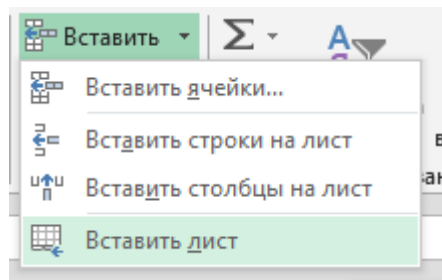 Вставить
Вставить ячейки...
Вставить строки на лист
Вставить столбцы на лист
Вставить лист